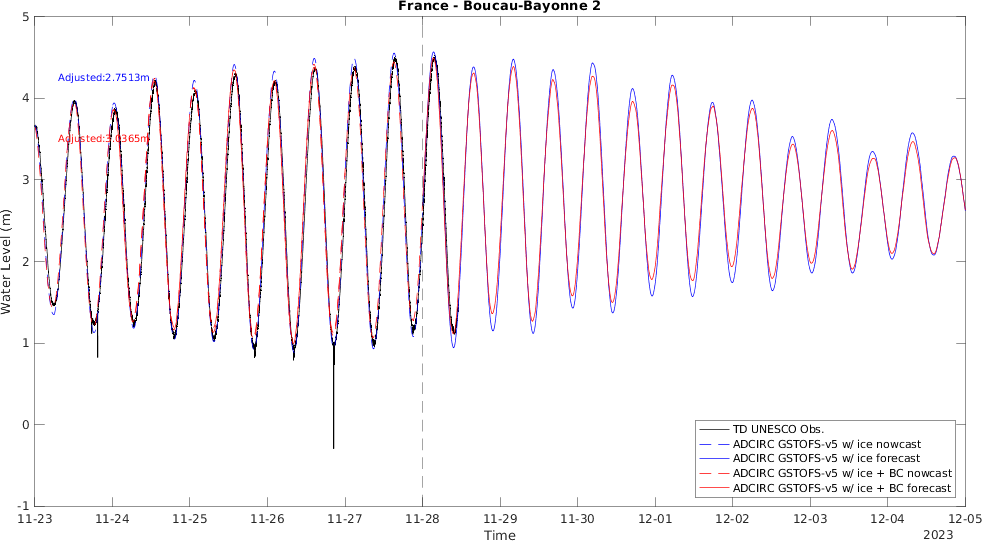 France - Boucau-Bayonne 2
5
4
3
2
1
0
-1
Water Level (m)
Adjusted:2.7513m
Adjusted:3.0365m
TD UNESCO Obs.
ADCIRC GSTOFS-v5 w/ ice nowcast
ADCIRC GSTOFS-v5 w/ ice forecast
ADCIRC GSTOFS-v5 w/ ice + BC nowcast
ADCIRC GSTOFS-v5 w/ ice + BC forecast
11-23 11-24 11-25 11-26 11-27 11-28 11-29 11-30 12-01 12-02 12-03 12-04 12-05
Time
2023